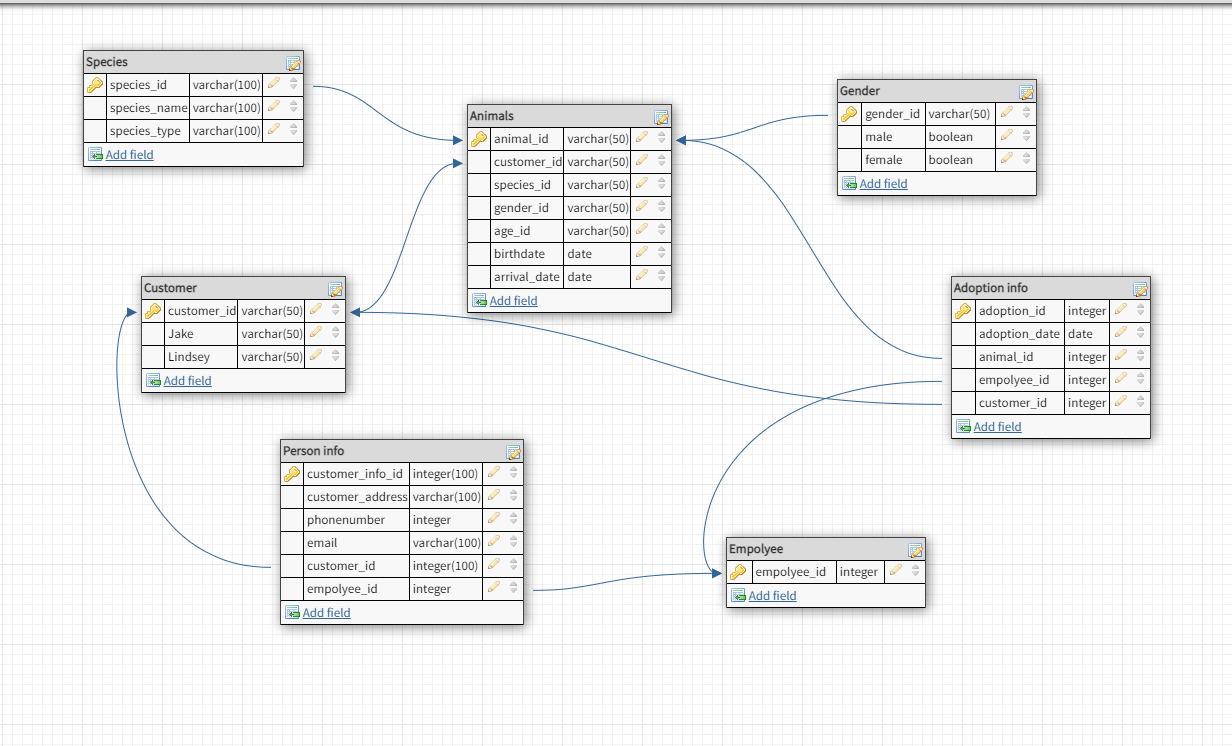 Species
species_id varchar(100)
species_name varchar(100)
species_type varchar(100)
Add field
Animals
animal_id varchar(50)
customer_id varchar(50)
species_id varchar(50)
gender_id varchar(50)
age_id varchar(50)
birthdate date
arrival_date date
Add field
Gender
gender_id varchar(50)
male boolean
female boolean
Add field
Customer
customer_id varchar(50)
Jake varchar(50)
Lindsey varchar(50)
Add field
Adoption info
adoption_id integer
adoption_date date
animal_id integer
empolyee_id integer
customer_id integer
Add field
Person info
customer_info_id integer(100)
customer_address varchar(100)
phonenumber integer
email varchar(100)
customer_id integer(100)
empolyee_id integer
Add field
Empolyee
empolyee_id integer
Add field